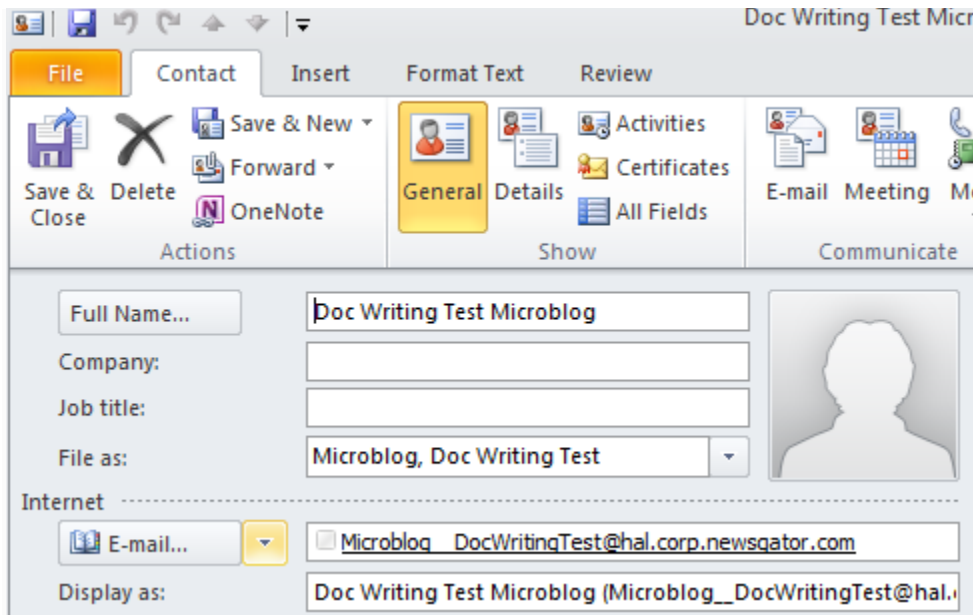 Doc Writing Test Micr
File Contact Insert Format Text Review
Save & Close
Delete
Save & New
Forward
OneNote
Actions
General
Details
Activities
Certificates
All Fields
Show
E-mail
Meeting
Communicate
Full Name... Doc Writing Test Microblog
Company:
Job title:
File as: Microblog, Doc Writing Test
Internet
E-mail... Microblog__DocWritingTest@hal.corp.newsgator.com
Display as: Doc Writing Test Microblog (Microblog__DocWritingTest@hal.